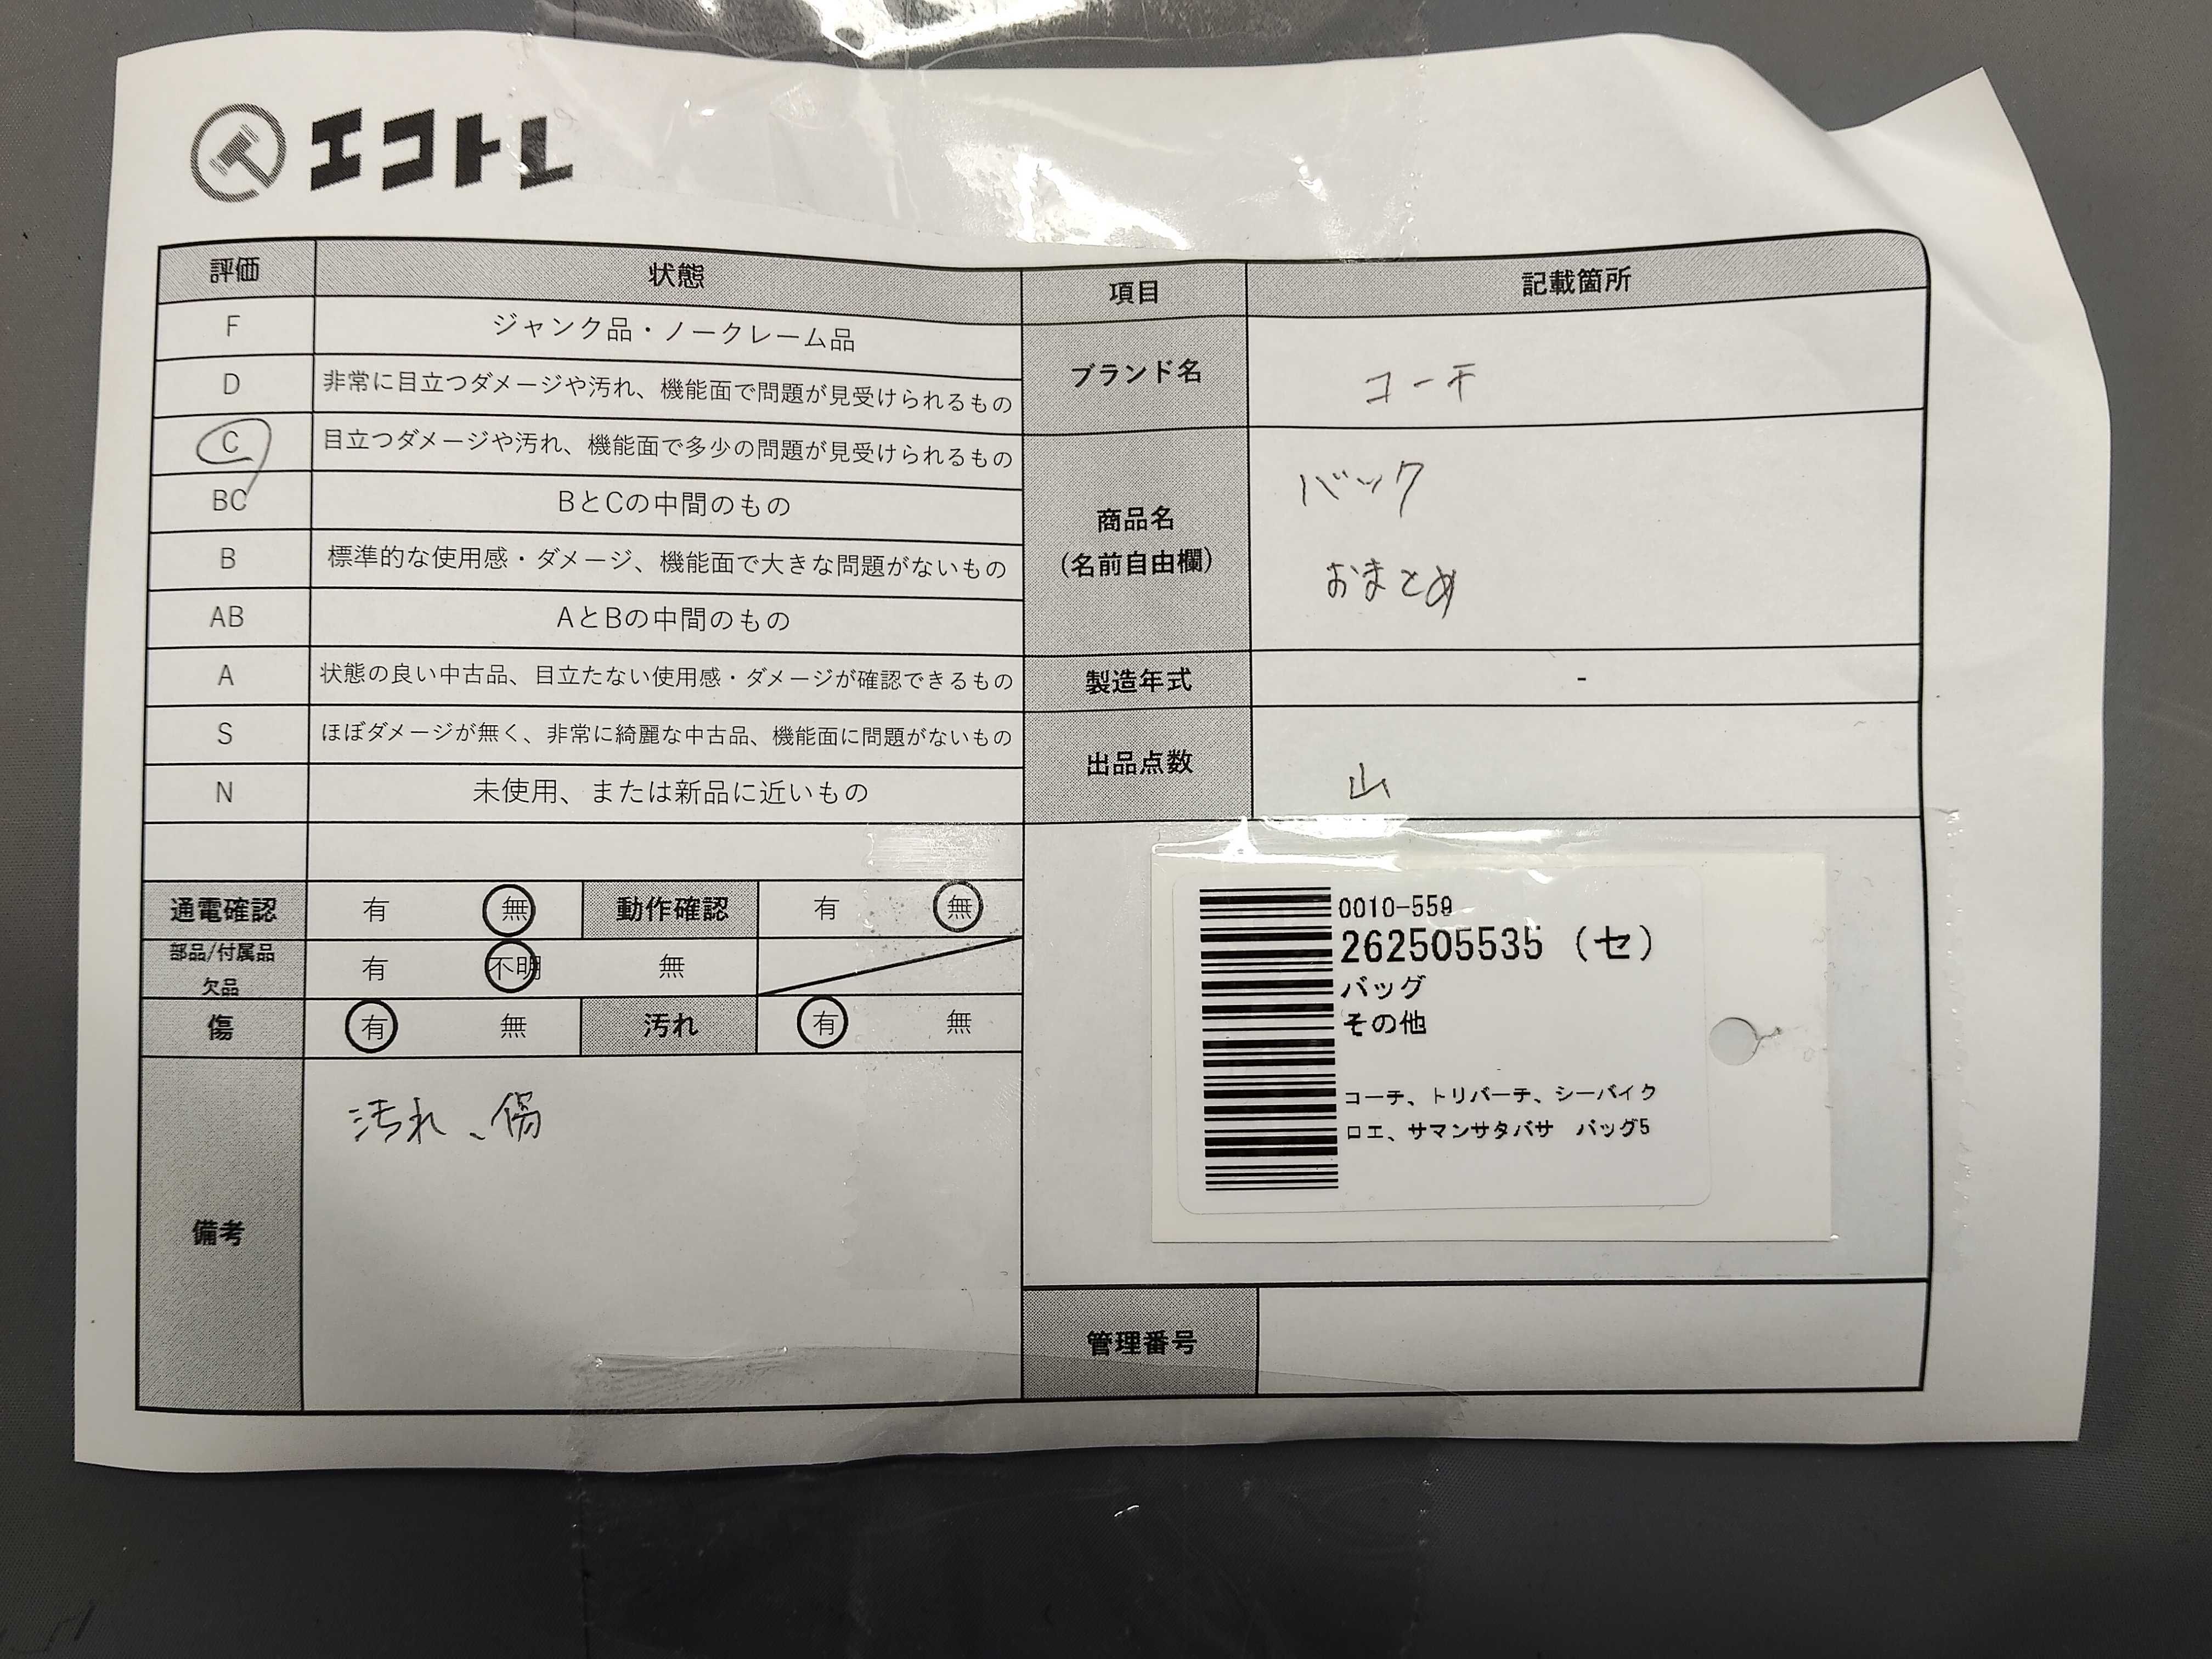 エコトレ
評価 状態
F ジャンク品・ノークレーム品
D 非常に目立つダメージや汚れ、機能面で問題が見受けられるもの
C 目立つダメージや汚れ、機能面で多少の問題が見受けられるもの
BC BとCの中間のもの
B 標準的な使用感・ダメージ、機能面で大きな問題がないもの
AB AとBの中間のもの
A 状態の良い中古品、目立たない使用感・ダメージが確認できるもの
S ほぼダメージが無く、非常に綺麗な中古品、機能面に問題がないもの
N 未使用、または新品に近いもの
通電確認 有 無 動作確認 有 無
部品/付属品
欠品 有 不明 無
傷 有 無 汚れ 有 無
備考 汚れ、傷
項目 記載箇所
ブランド名 コーチ
商品名
(名前自由欄)
バック
おまとめ
製造年式 -
出品点数 山
0010-559
262505535 (セ)
バッグ
その他
コーチ、トリバーチ、シーバイク
ロエ、サマンサタバサ バッグ5
管理番号